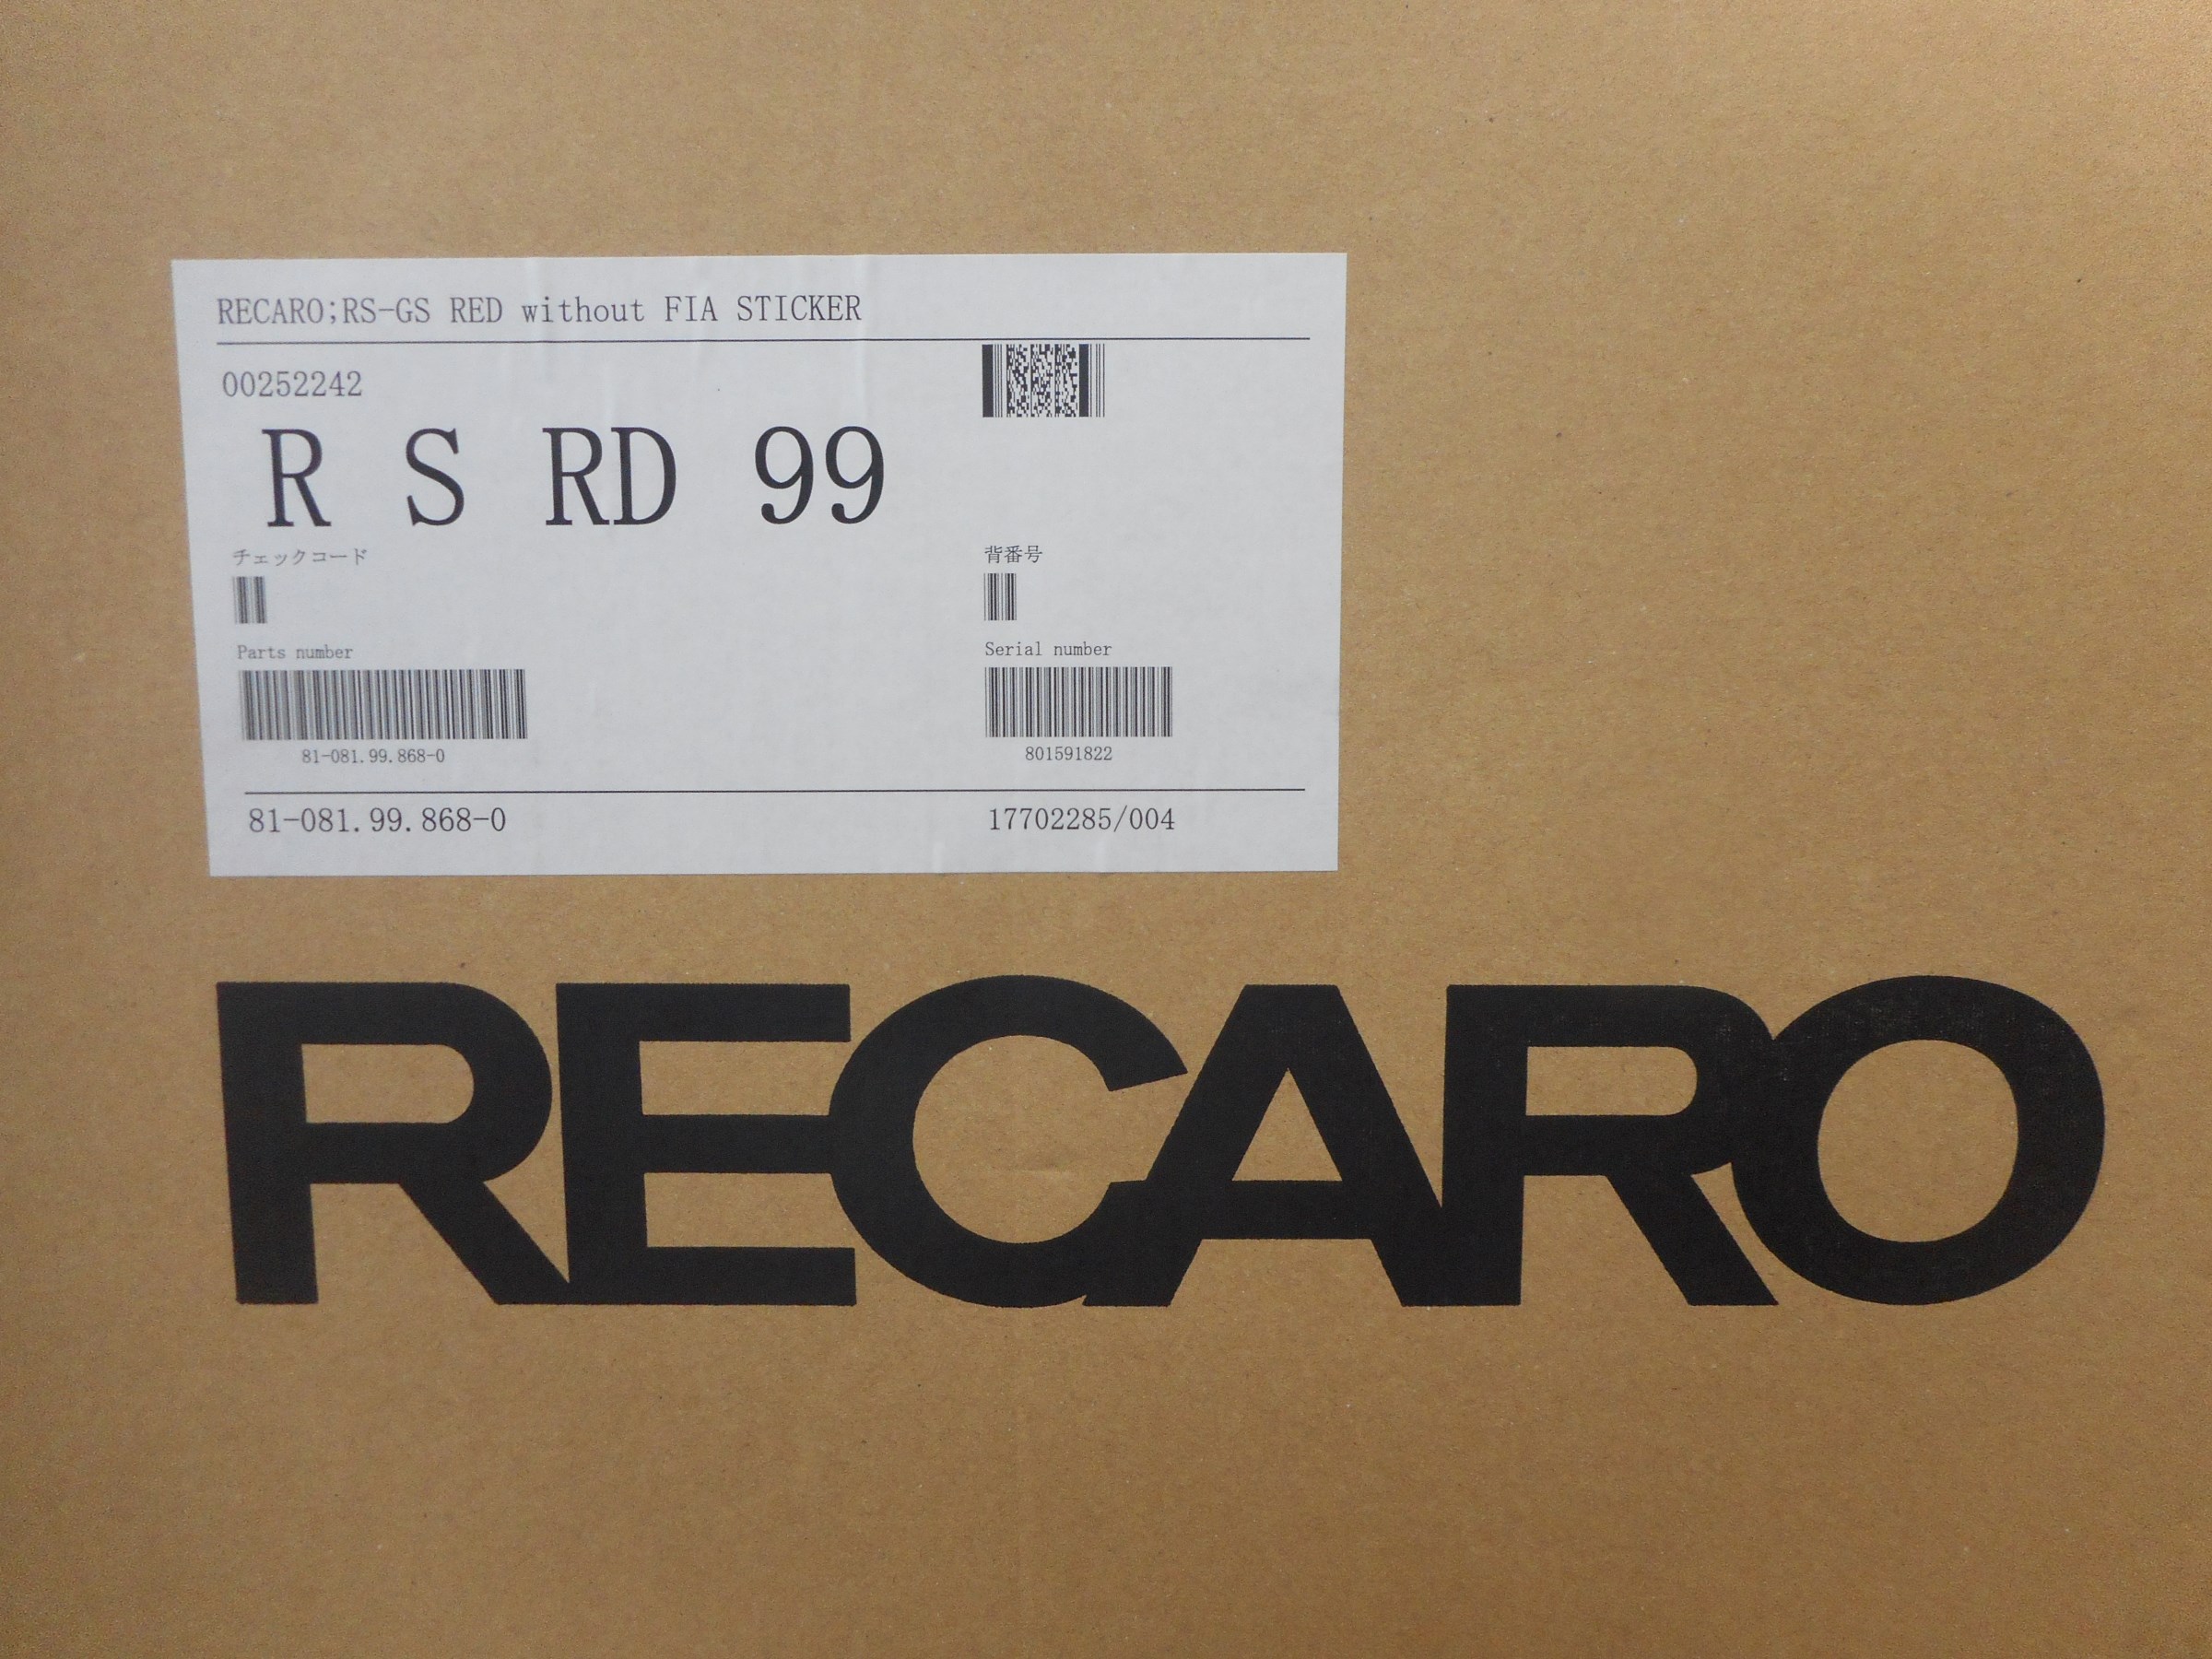 RECARO;RS-GS RED without FIA STICKER
00252242
R S RD 99
チェックコード
背番号
Parts number
Serial number
81-081.99.868-0
801591822
81-081.99.868-0
17702285/004
RECARO